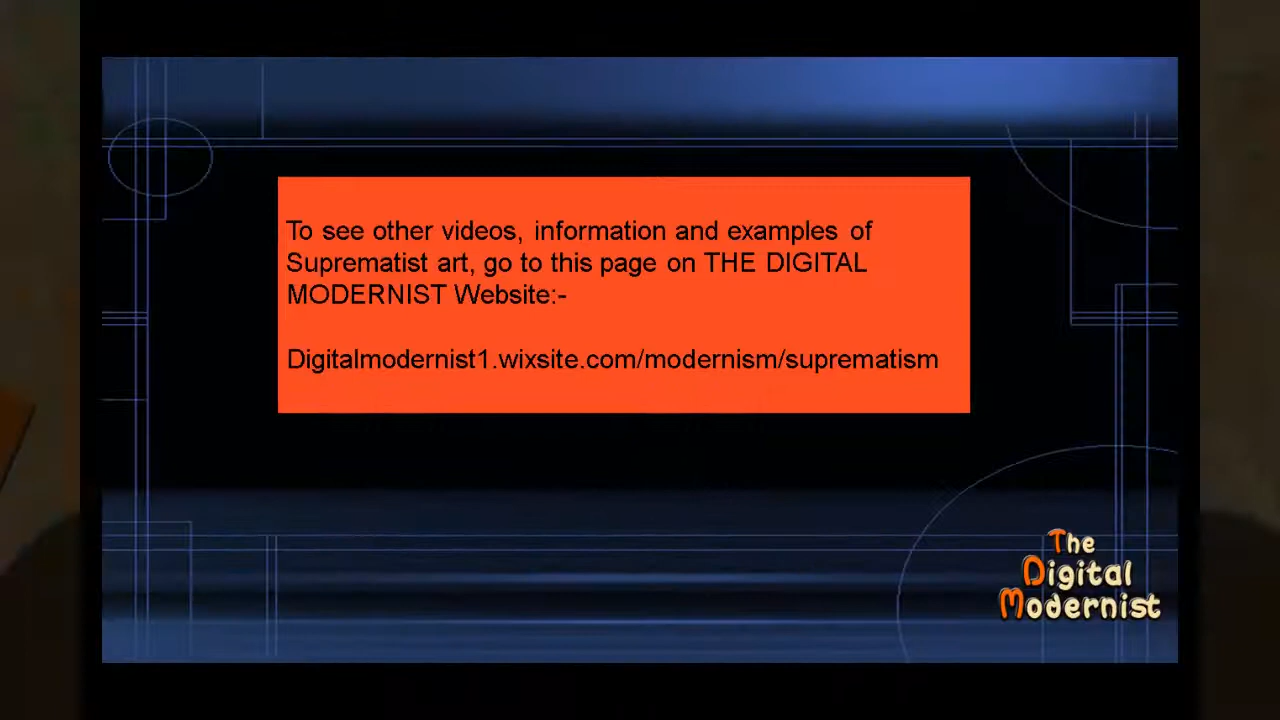 To see other videos, information and examples of
Suprematist art, go to this page on THE DIGITAL
MODERNIST Website:-
Digitalmodernist1.wixsite.com/modernism/suprematism
The
Digital
Modernist